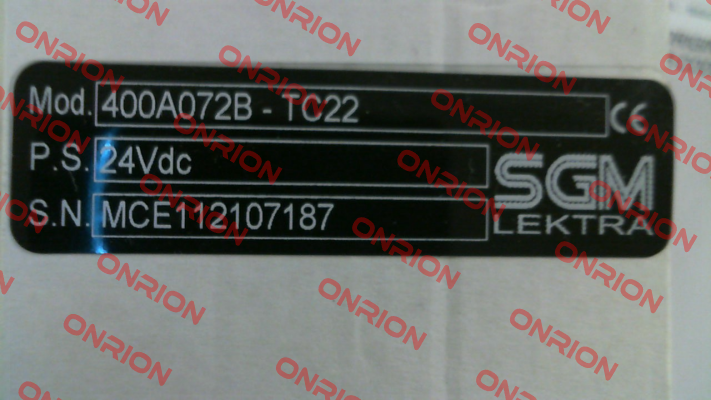 Mod. 400A072B - TC22 CE
P.S. 24Vdc
S.N. MCE112107187
SGM
LEKTRA
ONRION